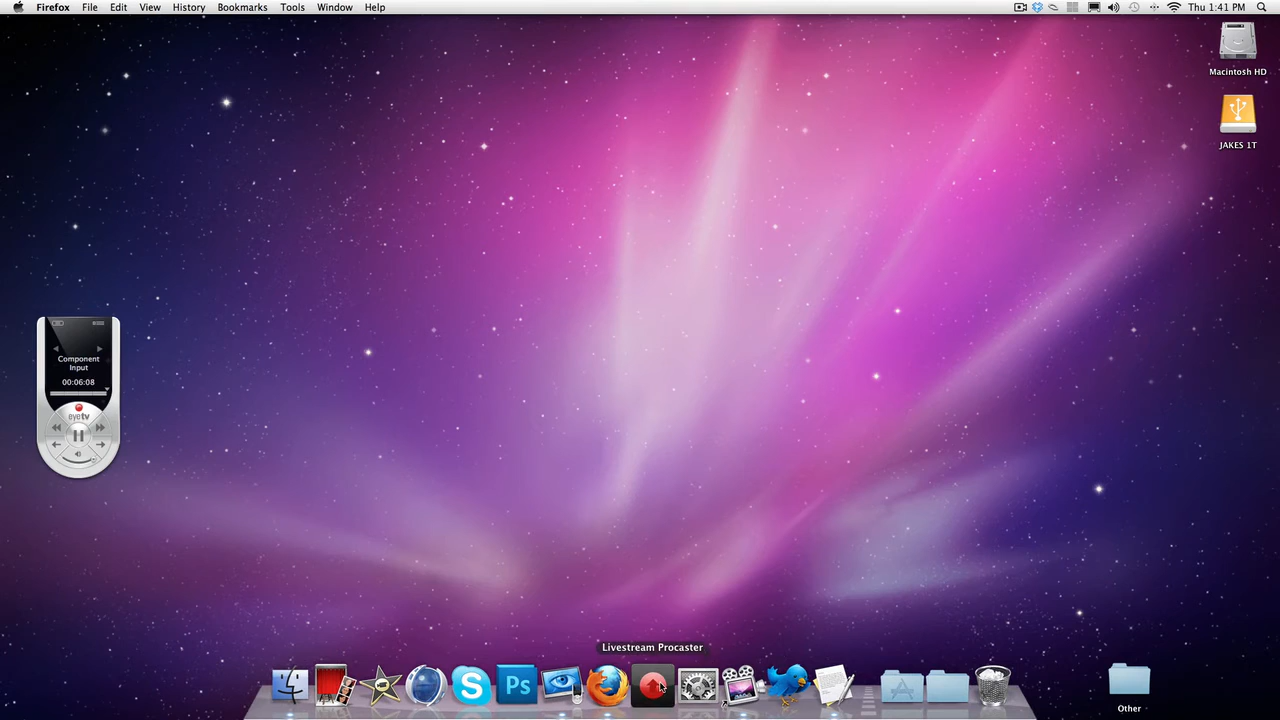 Firefox File Edit View History Bookmarks Tools Window Help Thu 1:41 PM
Macintosh HD
JAKES 1T
Component
Input
00:06:08
eyetv
Livestream Procaster
Ps
Other